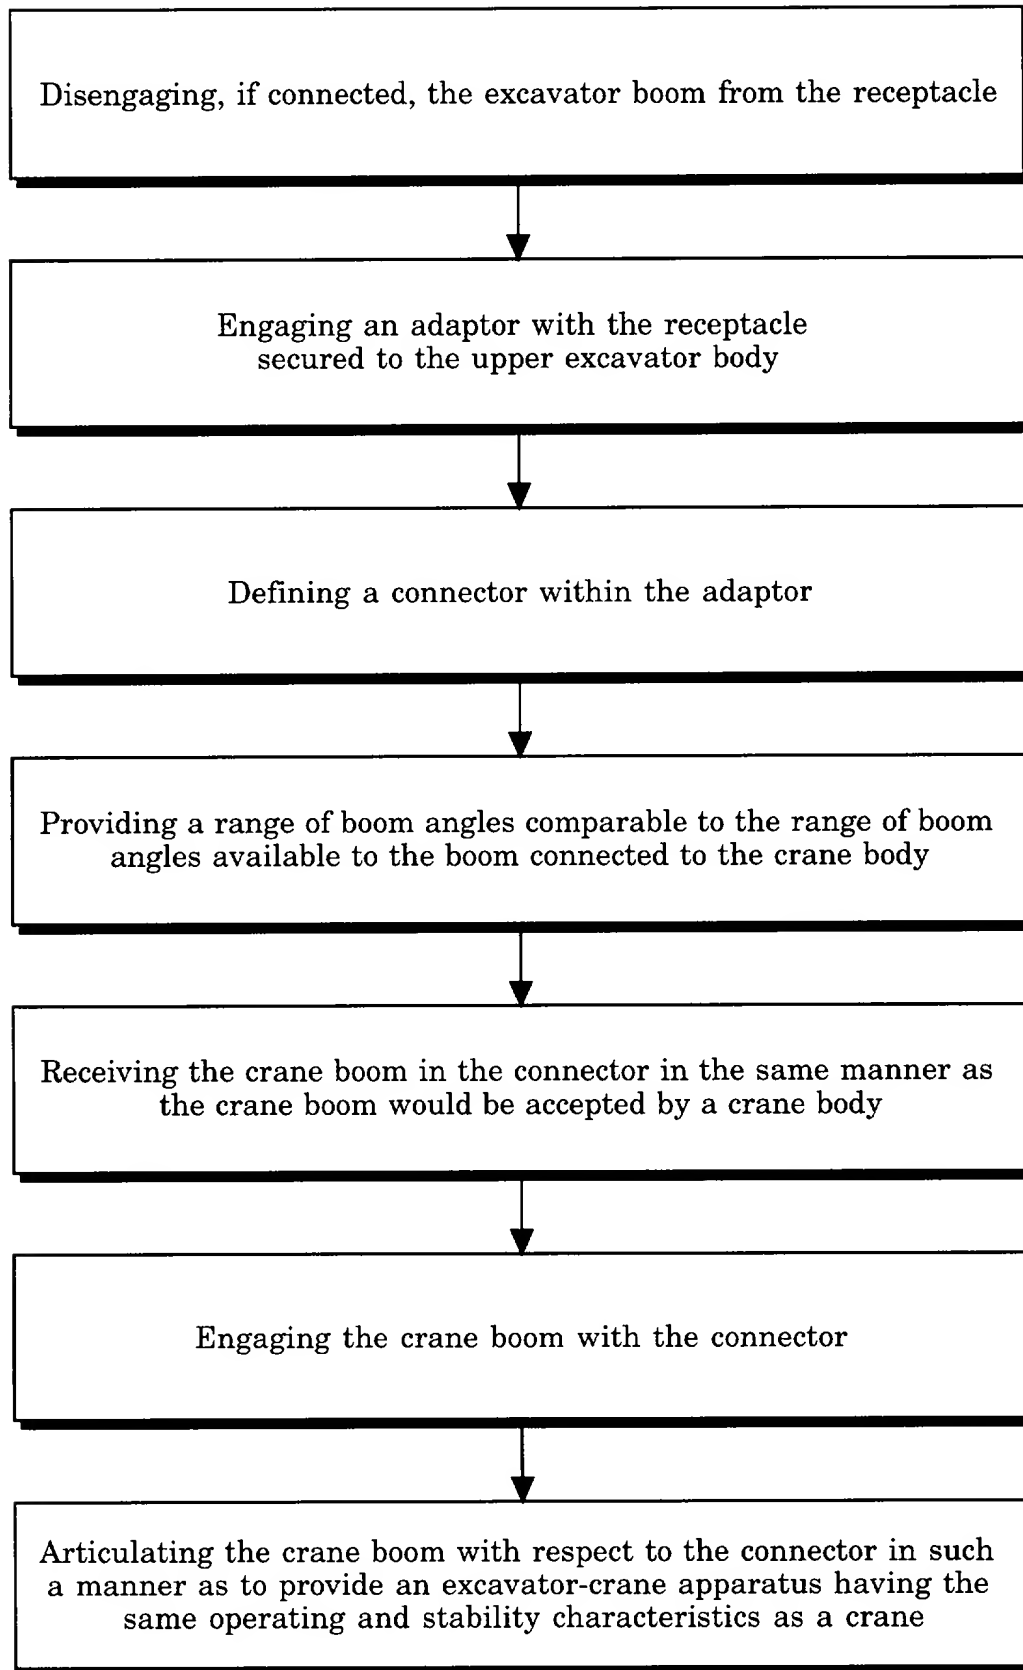 Disengaging, if connected, the excavator boom from the receptacle
Engaging an adaptor with the receptacle
secured to the upper excavator body
Defining a connector within the adaptor
Providing a range of boom angles comparable to the range of boom
angles available to the boom connected to the crane body
Receiving the crane boom in the connector in the same manner as
the crane boom would be accepted by a crane body
Engaging the crane boom with the connector
Articulating the crane boom with respect to the connector in such
a manner as to provide an excavator-crane apparatus having the
same operating and stability characteristics as a crane